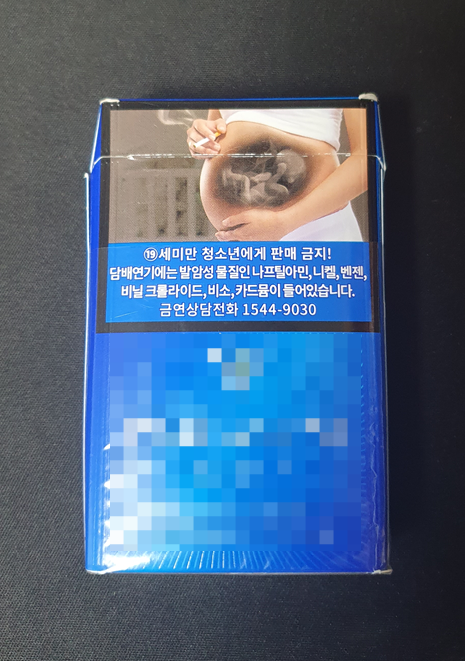 ⑲세미만 청소년에게 판매 금지!
담배연기에는 발암성 물질인 나프틸아민, 니켈, 벤젠,
비닐 크롤라이드, 비소, 카드뮴이 들어있습니다.
금연상담전화 1544-9030